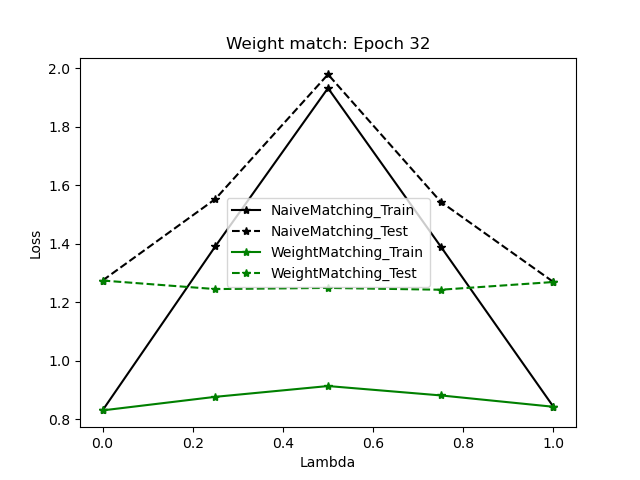 Weight match: Epoch 32
2.0
1.8
1.6
1.4
1.2
1.0
0.8
Loss
NaiveMatching_Train
NaiveMatching_Test
WeightMatching_Train
WeightMatching_Test
0.0 0.2 0.4 0.6 0.8 1.0
Lambda